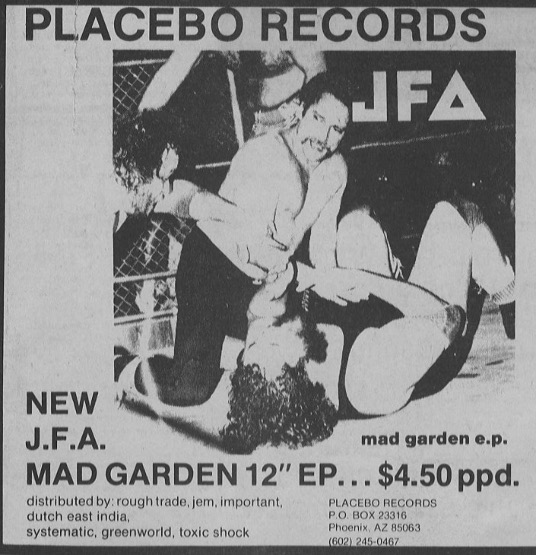 PLACEBO RECORDS
JFA
NEW
J.F.A.
mad garden e.p.
MAD GARDEN 12” EP... $4.50 ppd.
distributed by: rough trade, jem, important,
dutch east india,
systematic, greenworld, toxic shock
PLACEBO RECORDS
P.O. BOX 23316
Phoenix, AZ 85063
(602) 245-0467